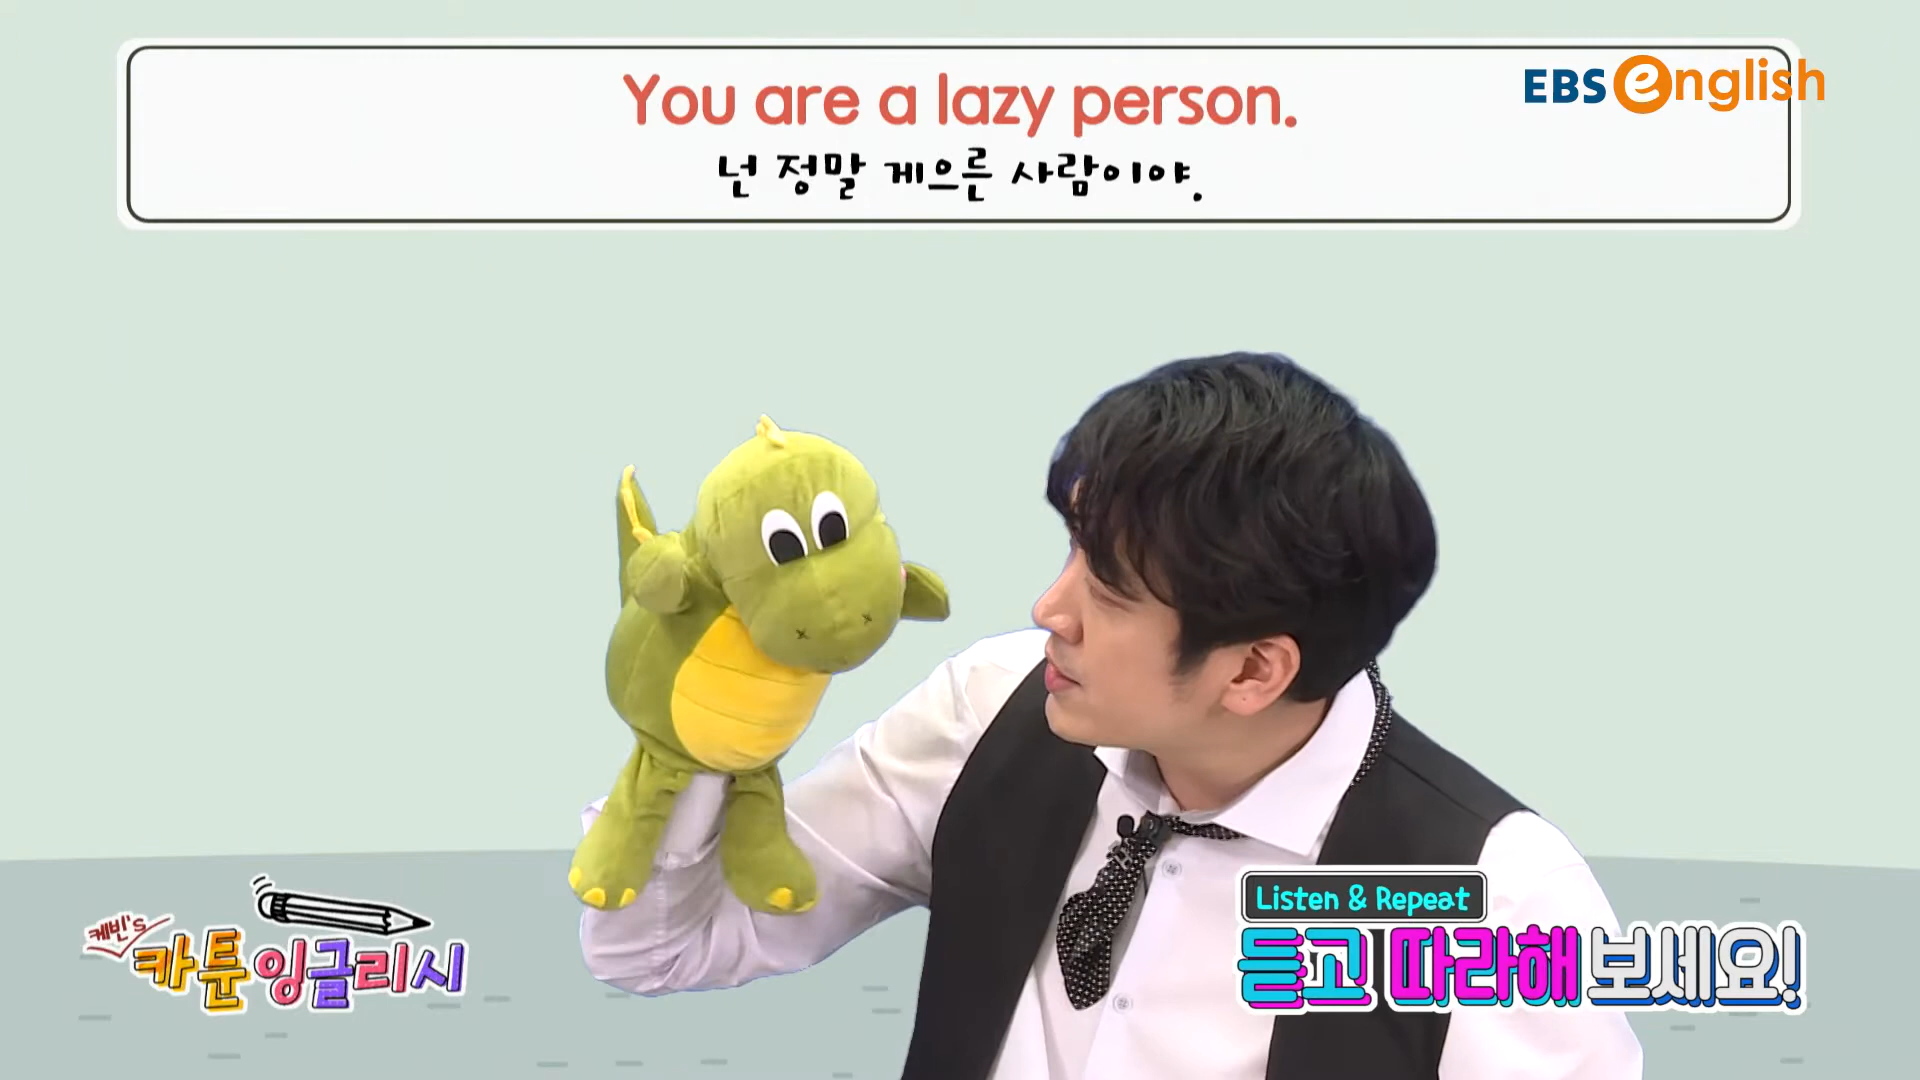 You are a lazy person.
EBS english
넌 정말 게으른 사람이야.
케빈's
카툰잉글리시
Listen & Repeat
듣고 따라해 보세요!